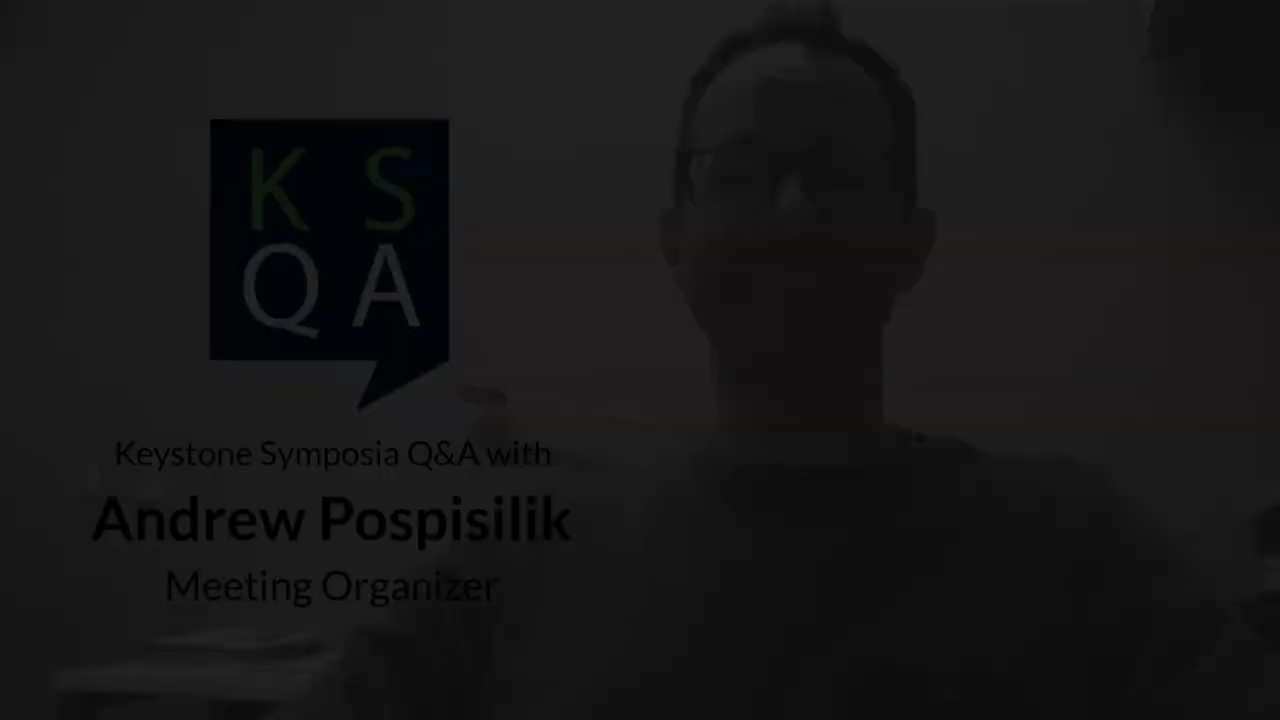 K S
Q A
Keystone Symposia Q&A with
Andrew Pospisilik
Meeting Organizer